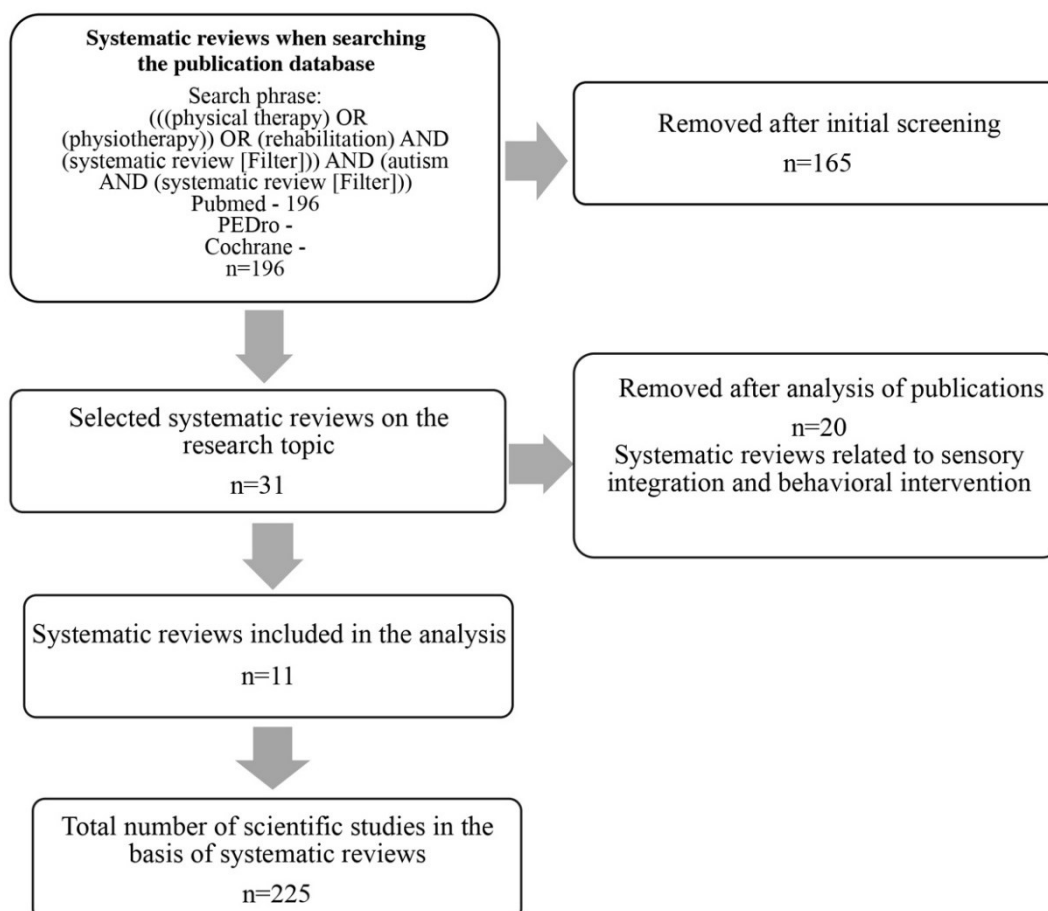 Systematic reviews when searching
the publication database
Search phrase:
(((physical therapy) OR
(physiotherapy)) OR (rehabilitation) AND
(systematic review [Filter])) AND (autism
AND (systematic review [Filter]))
Pubmed - 196
PEDro -
Cochrane -
n=196
Removed after initial screening
n=165
Selected systematic reviews on the
research topic
n=31
Removed after analysis of publications
n=20
Systematic reviews related to sensory
integration and behavioral intervention
Systematic reviews included in the analysis
n=11
Total number of scientific studies in the
basis of systematic reviews
n=225